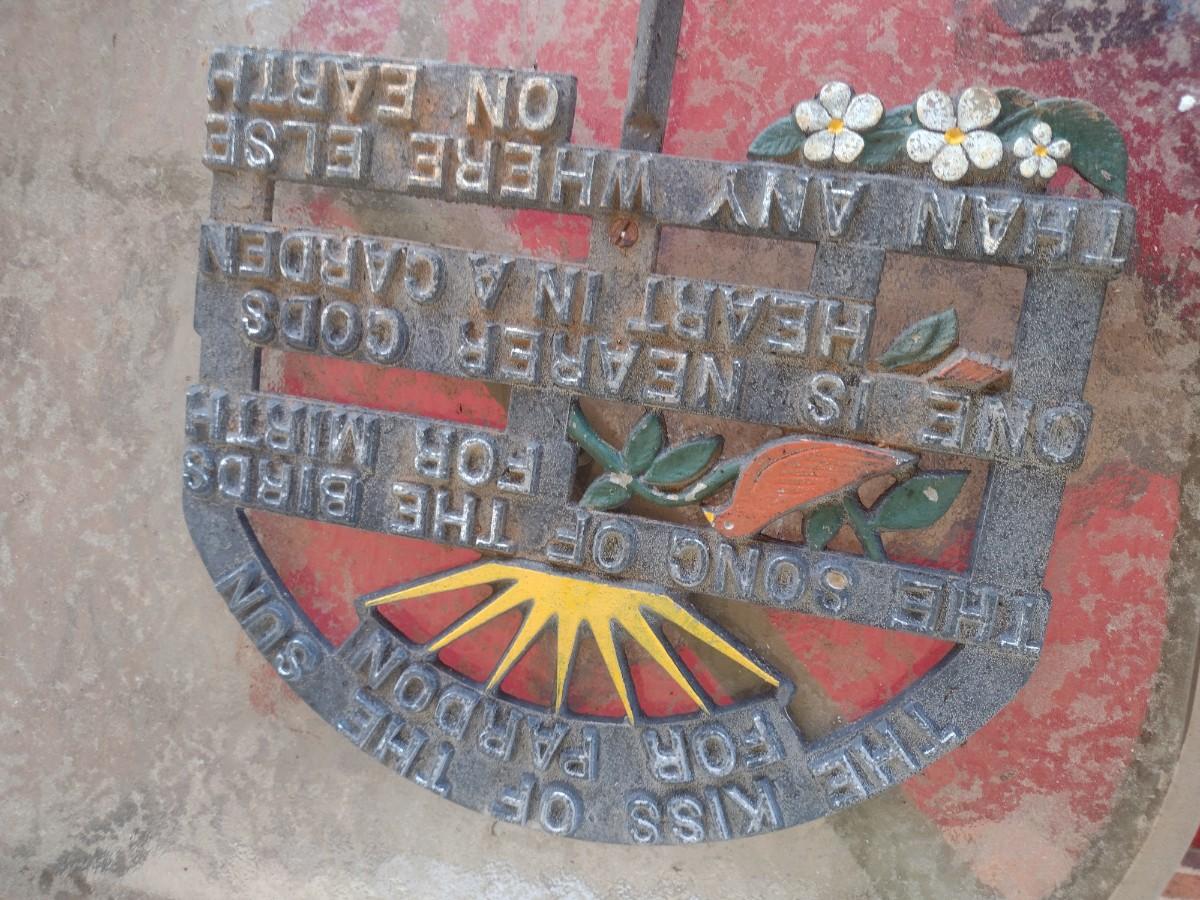 THE KISS OF THE SUN
FOR PARDON
THE SONG OF THE BIRDS
FOR MIRTH
ONE IS NEARER GODS
HEART IN A GARDEN
THAN ANY WHERE ELSE
ON EARTH